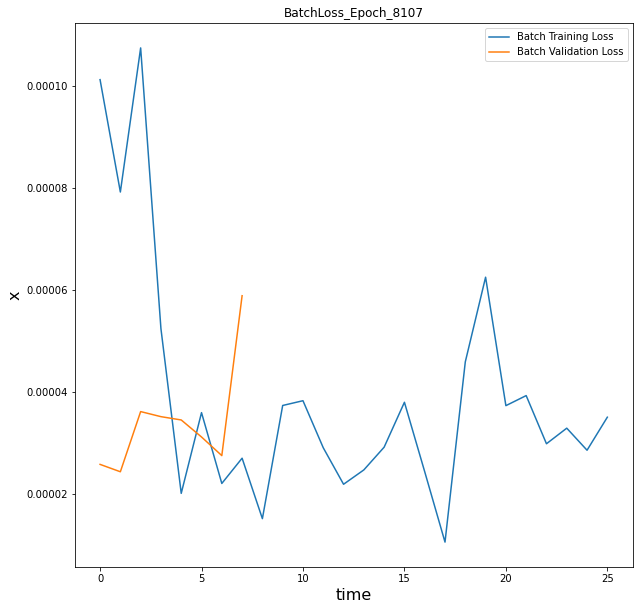 BatchLoss_Epoch_8107
Batch Training Loss
Batch Validation Loss
0.00010
0.00008
0.00006
0.00004
0.00002
x
0 5 10 15 20 25
time